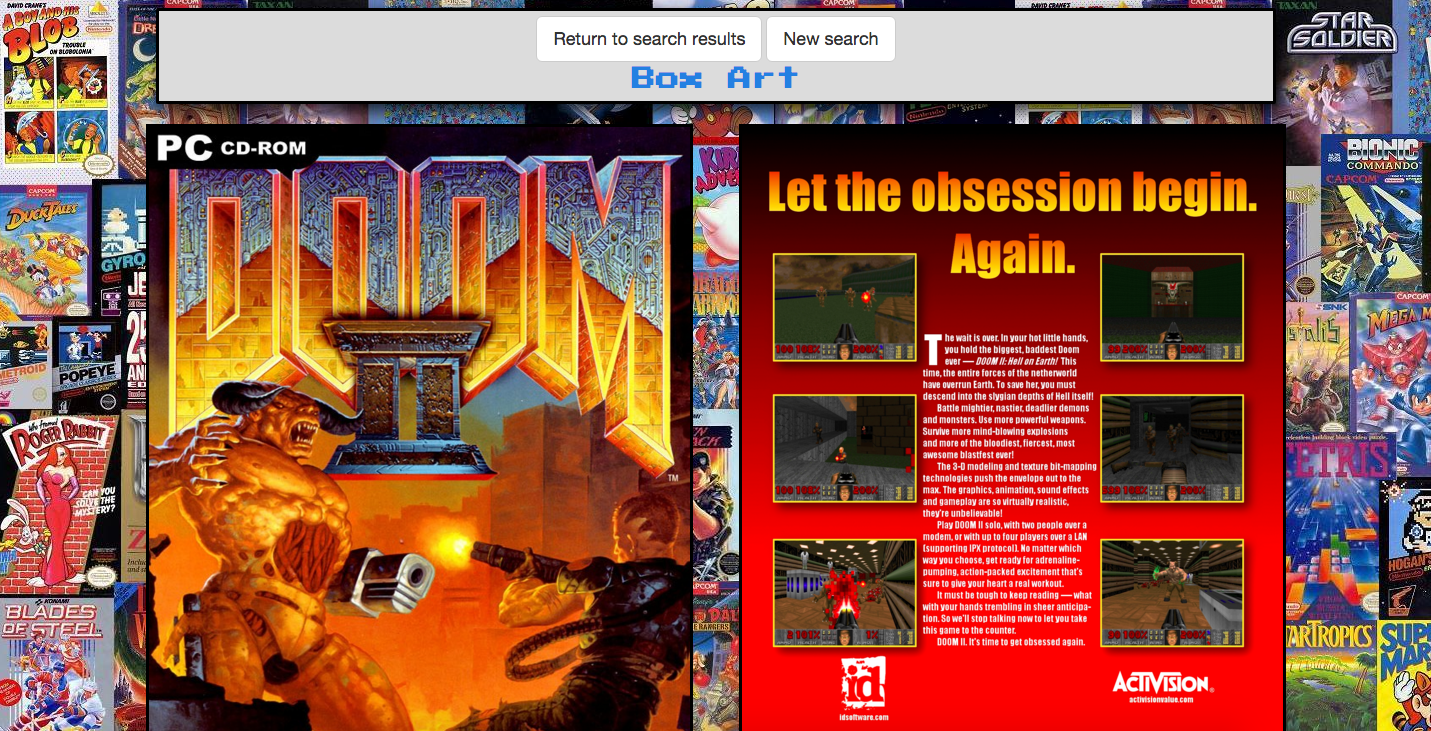 Return to search results
New search
Box Art
PC CD-ROM
DOOM
II
TM
Let the obsession begin.
Again.
The wait is over. In your hot little hands,
you hold the biggest, baddest Doom
ever — DOOM II: Hell on Earth! This
time, the entire forces of the netherworld
have overrun Earth. To save her, you must
descend into the slygian depths of Hell itself!
Battle mightier, nastier, deadlier demons
and monsters. Use more powerful weapons.
Survive more mind-blowing explosions
and more of the bloodiest, fiercest, most
awesome blastfest ever!
The 3-D modeling and texture bit-mapping
technologies push the envelope out to the
max. The graphics, animation, sound effects
and gameplay are so virtually realistic,
they're unbelievable!
Play DOOM II solo, with two people over a
modem, or with up to four players over a LAN
(supporting IPX protocol). No matter which
way you choose, get ready for adrenaline-
pumping, action-packed excitement that's
sure to give your heart a real workout.
It must be tough to keep reading — what
with your hands trembling in sheer anticipa-
tion. So we'll stop talking now to let you take
this game to the counter.
DOOM II. It's time to get obsessed again.
id
idsoftware.com
ACTIVISION®
activisionvalue.com
DAVID CRANE'S
A BOY AND HIS
BLOB
TROUBLE
ON BLOBOLONIA
CAPCOM
DUCKTALES
GYRO
METROID
POPEYE
Who Framed
ROGER RABBIT
CAN YOU
SOLVE THE
MYSTERY?
KONAMI
BLADES
OF STEEL
TAXAN
STAR
SOLDIER
BIONIC
COMMANDO
CAPCOM
SNK
CAPCOM
MEGA M
TETRIS
HOGAN'S
STARTROPICS
SUPE
MAR